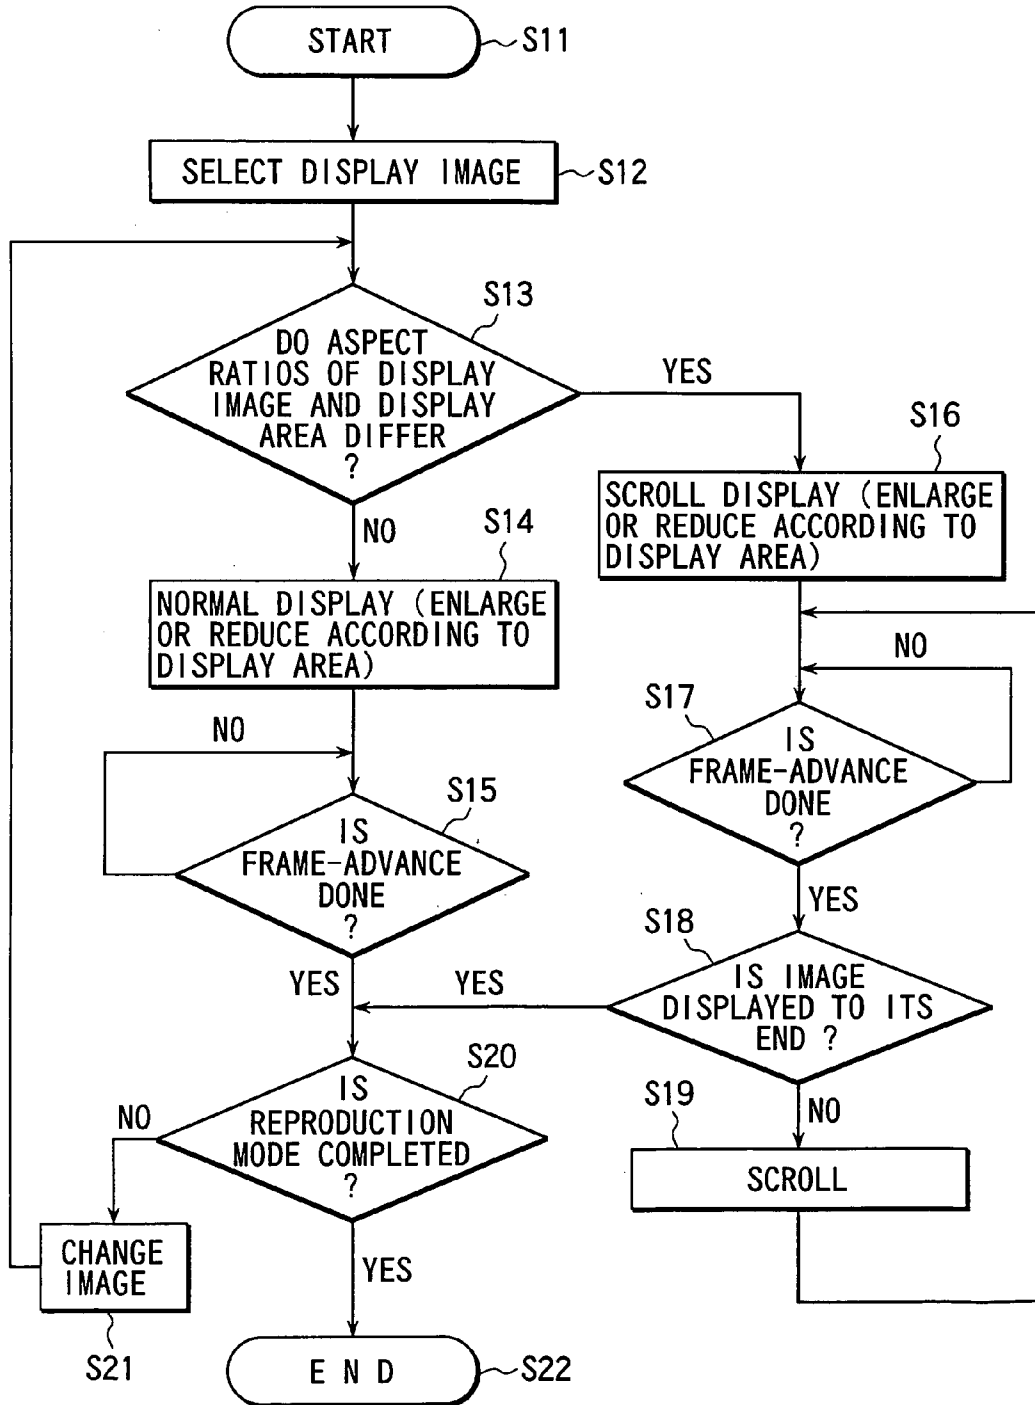 START
S11
SELECT DISPLAY IMAGE
S12
S13
DO ASPECT
RATIOS OF DISPLAY
IMAGE AND DISPLAY
AREA DIFFER
?
YES
NO
S16
SCROLL DISPLAY (ENLARGE
OR REDUCE ACCORDING TO
DISPLAY AREA)
S14
NORMAL DISPLAY (ENLARGE
OR REDUCE ACCORDING TO
DISPLAY AREA)
NO
S17
IS
FRAME-ADVANCE
DONE
?
YES
NO
S15
IS
FRAME-ADVANCE
DONE
?
YES
S18
IS IMAGE
DISPLAYED TO ITS
END ?
YES
NO
S19
SCROLL
S20
IS
REPRODUCTION
MODE COMPLETED
?
NO
CHANGE
IMAGE
S21
YES
END
S22